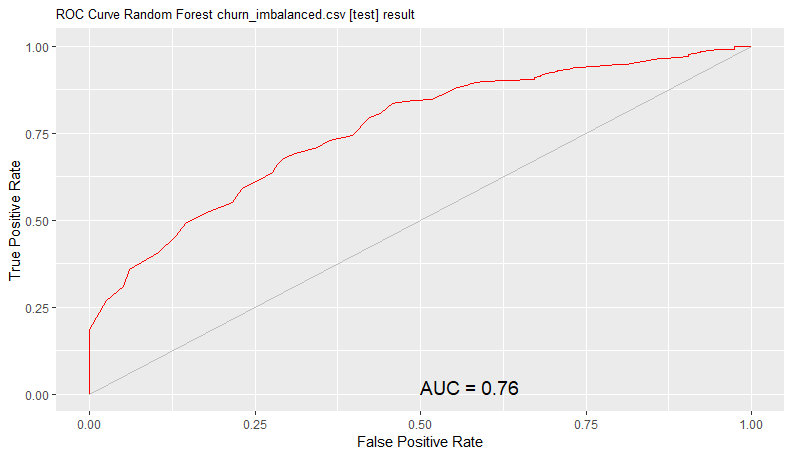 ROC Curve Random Forest churn_imbalanced.csv [test] result
1.00
0.75
0.50
0.25
0.00
True Positive Rate
AUC = 0.76
0.00 0.25 0.50 0.75 1.00
False Positive Rate